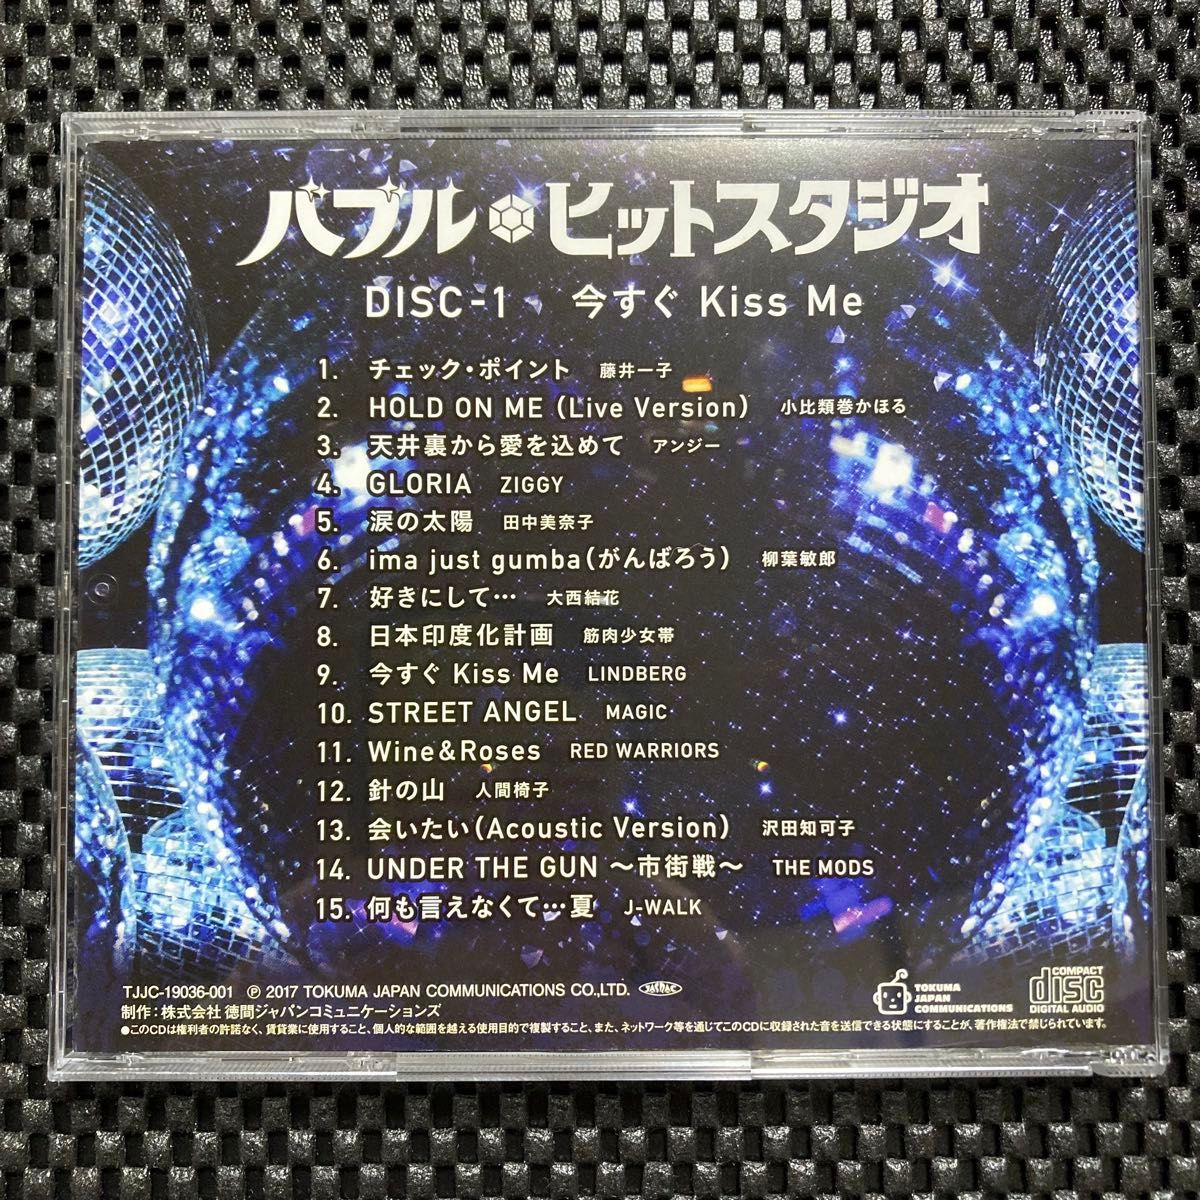 バブル ヒットスタジオ
DISC-1 今すぐ Kiss Me
1. チェック・ポイント 藤井一子
2. HOLD ON ME (Live Version) 小比類巻かほる
3. 天井裏から愛を込めて アンジー
4. GLORIA ZIGGY
5. 涙の太陽 田中美奈子
6. ima just gumba(がんばろう) 柳葉敏郎
7. 好きにして… 大西結花
8. 日本印度化計画 筋肉少女帯
9. 今すぐ Kiss Me LINDBERG
10. STREET ANGEL MAGIC
11. Wine&Roses RED WARRIORS
12. 針の山 人間椅子
13. 会いたい(Acoustic Version) 沢田知可子
14. UNDER THE GUN 〜市街戦〜 THE MODS
15. 何も言えなくて…夏 J-WALK
TJJC-19036-001 ℗ 2017 TOKUMA JAPAN COMMUNICATIONS CO.,LTD. JASRAC
制作：株式会社 徳間ジャパンコミュニケーションズ
●このCDは権利者の許諾なく、賃貸業に使用すること、個人的な範囲を越える使用目的で複製すること、また、ネットワーク等を通じてこのCDに収録された音を送信できる状態にすることが、著作権法で禁じられています。
TOKUMA
JAPAN
COMMUNICATIONS
COMPACT
disc
DIGITAL AUDIO